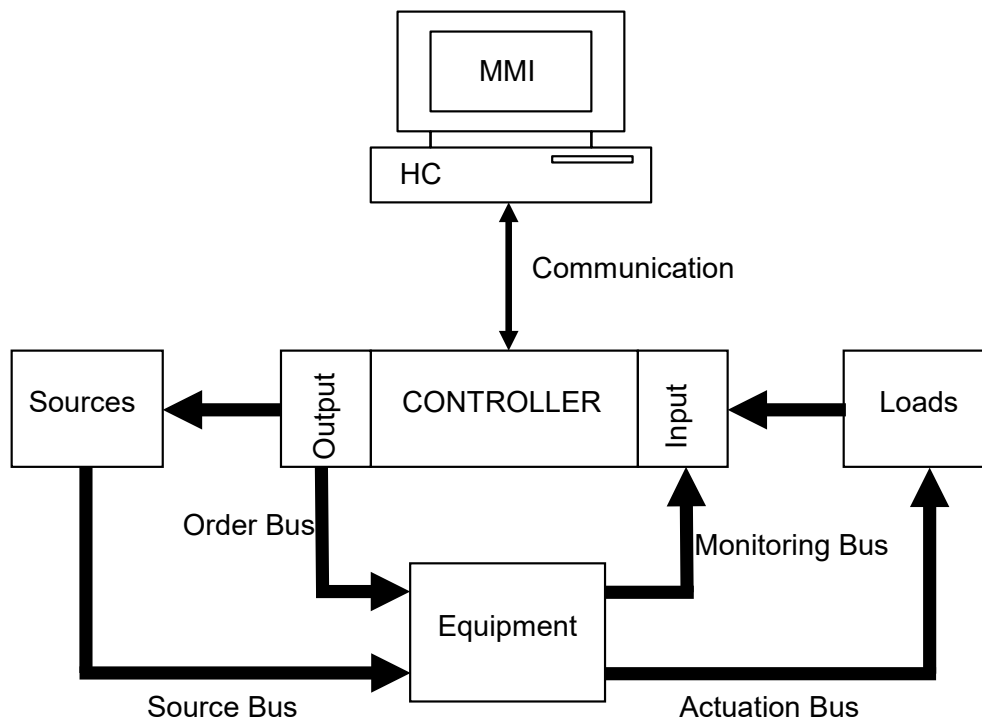 MMI
HC
Communication
Sources
Output
CONTROLLER
Input
Loads
Order Bus
Monitoring Bus
Equipment
Source Bus
Actuation Bus